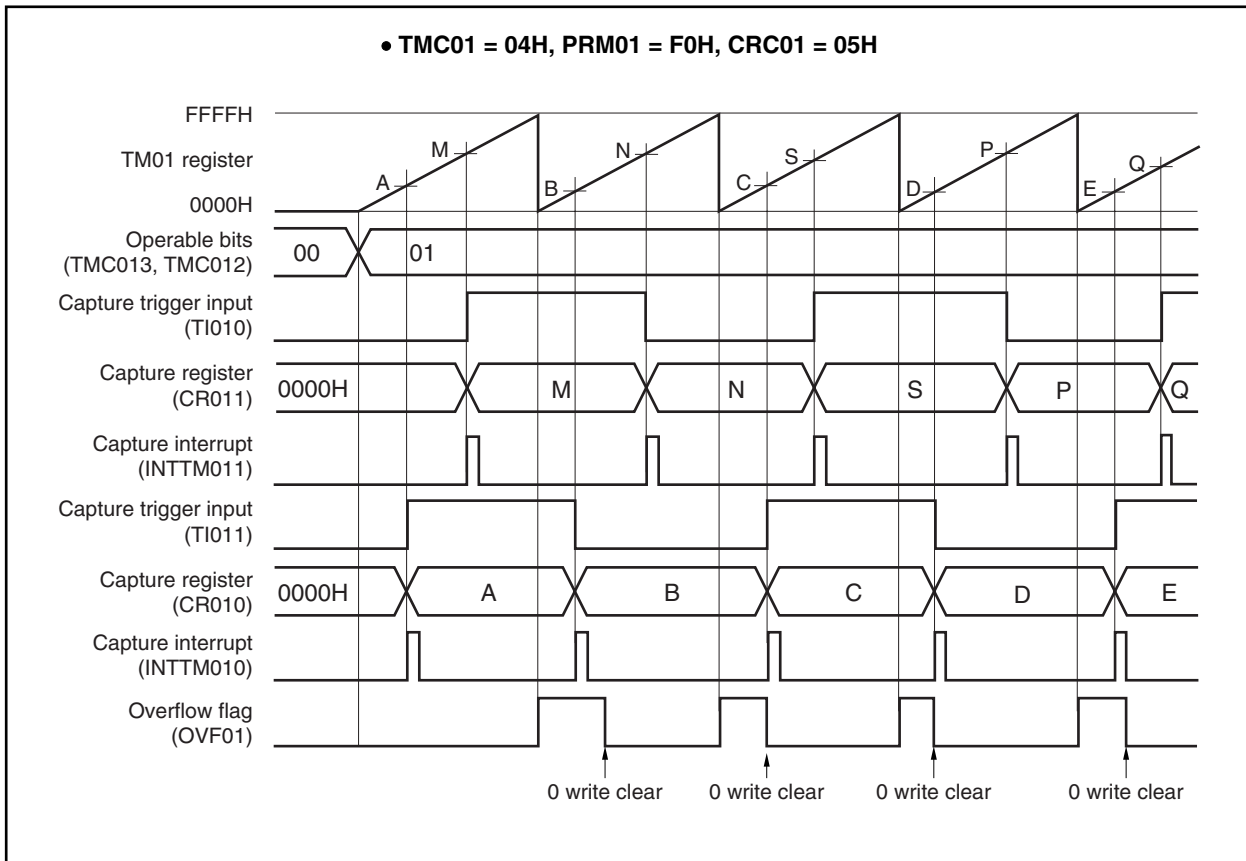 • TMC01 = 04H, PRM01 = F0H, CRC01 = 05H
FFFFH
TM01 register
0000H
A M B N C S D P E Q
Operable bits
(TMC013, TMC012)
00 01
Capture trigger input
(TI010)
Capture register
(CR011)
0000H M N S P Q
Capture interrupt
(INTTM011)
Capture trigger input
(TI011)
Capture register
(CR010)
0000H A B C D E
Capture interrupt
(INTTM010)
Overflow flag
(OVF01)
0 write clear 0 write clear 0 write clear 0 write clear